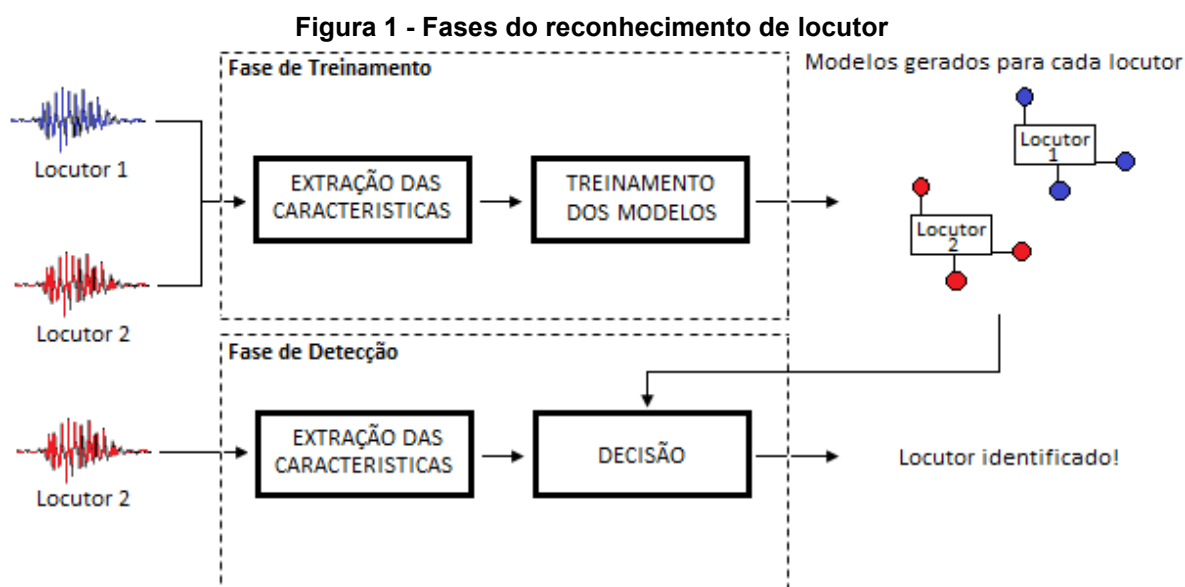 Figura 1 - Fases do reconhecimento de locutor
Fase de Treinamento
Modelos gerados para cada locutor
Locutor 1
EXTRAÇÃO DAS
CARACTERISTICAS
TREINAMENTO
DOS MODELOS
Locutor
1
Locutor
2
Locutor 2
Fase de Detecção
EXTRAÇÃO DAS
CARACTERISTICAS
DECISÃO
Locutor identificado!
Locutor 2